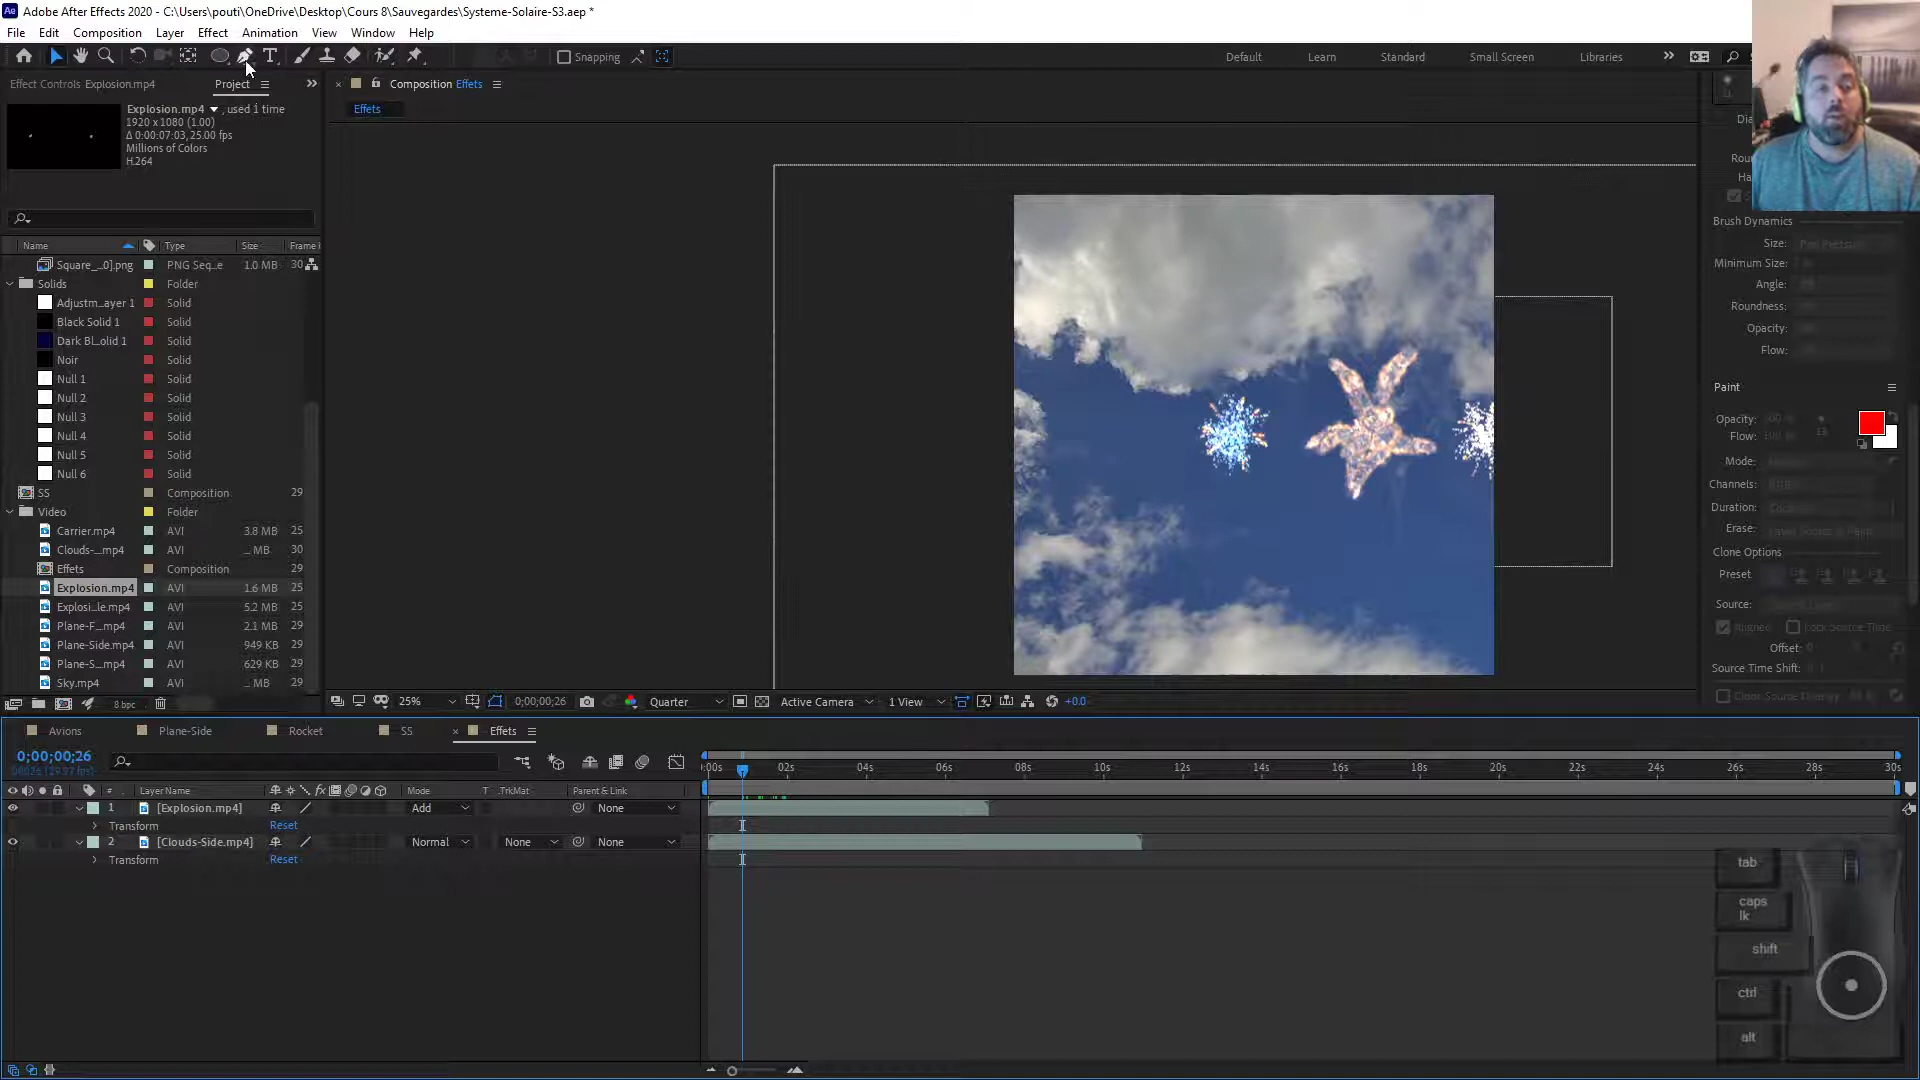 Adobe After Effects 2020 - C:\Users\pouti\OneDrive\Desktop\Cours 8\Sauvegardes\Systeme-Solaire-S3.aep *
File Edit Composition Layer Effect Animation View Window Help
Snapping Default Learn Standard Small Screen Libraries
Effect Controls Explosion.mp4 Project Composition Effets
Effets
Explosion.mp4 , used 1 time
1920 x 1080 (1.00)
Δ 0:00:07:03, 25.00 fps
Millions of Colors
H.264
Name Type Size
Square_...0].png PNG Seq...e 1.0 MB 30
Solids Folder
Adjustm...ayer 1 Solid
Black Solid 1 Solid
Dark Bl...olid 1 Solid
Noir Solid
Null 1 Solid
Null 2 Solid
Null 3 Solid
Null 4 Solid
Null 5 Solid
Null 6 Solid
SS Composition 29
Video Folder
Carrier.mp4 AVI 3.8 MB 25
Clouds-...mp4 AVI ... MB 30
Effets Composition 29
Explosion.mp4 AVI 1.6 MB 25
Explosi...le.mp4 AVI 5.2 MB 25
Plane-F...mp4 AVI 2.1 MB 29
Plane-Side.mp4 AVI 949 KB 29
Plane-S...mp4 AVI 629 KB 29
Sky.mp4 AVI ... MB 29
8 bpc
25% 0;00;00;26 Quarter Active Camera 1 View +0.0
Brush Dynamics
Size:
Minimum Size:
Angle:
Roundness:
Opacity:
Flow:
Paint
Opacity:
Flow:
Mode:
Channels:
Duration:
Erase:
Clone Options
Preset:
Source:
Aligned Lock Source Time
Offset:
Source Time Shift:
Avions Plane-Side Rocket SS Effets
0;00;00;26
00026 (29.97 fps)
:00s 02s 04s 06s 08s 10s 12s 14s 16s 18s 20s 22s 24s 26s 28s 30s
# Layer Name Mode T .TrkMat Parent & Link
1 [Explosion.mp4] Add None
Transform Reset
2 [Clouds-Side.mp4] Normal None None
Transform Reset
tab
caps
lk
shift
ctrl
alt